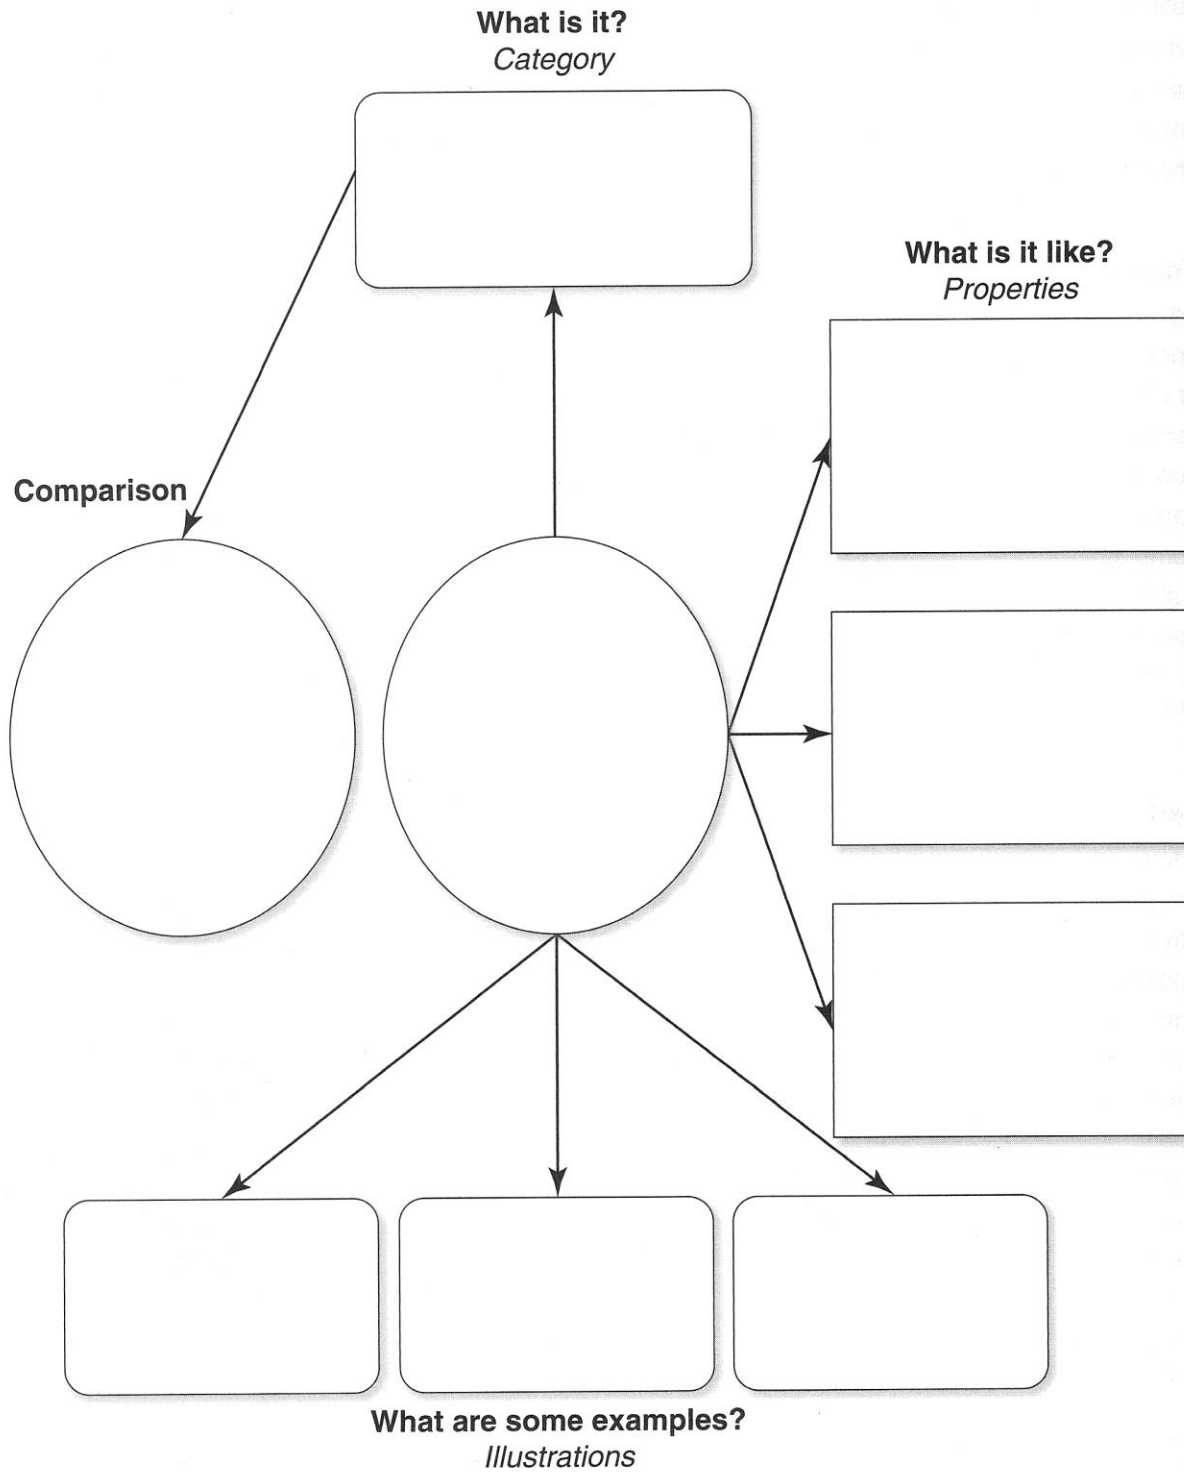 What is it?
Category
What is it like?
Properties
Comparison
What are some examples?
Illustrations